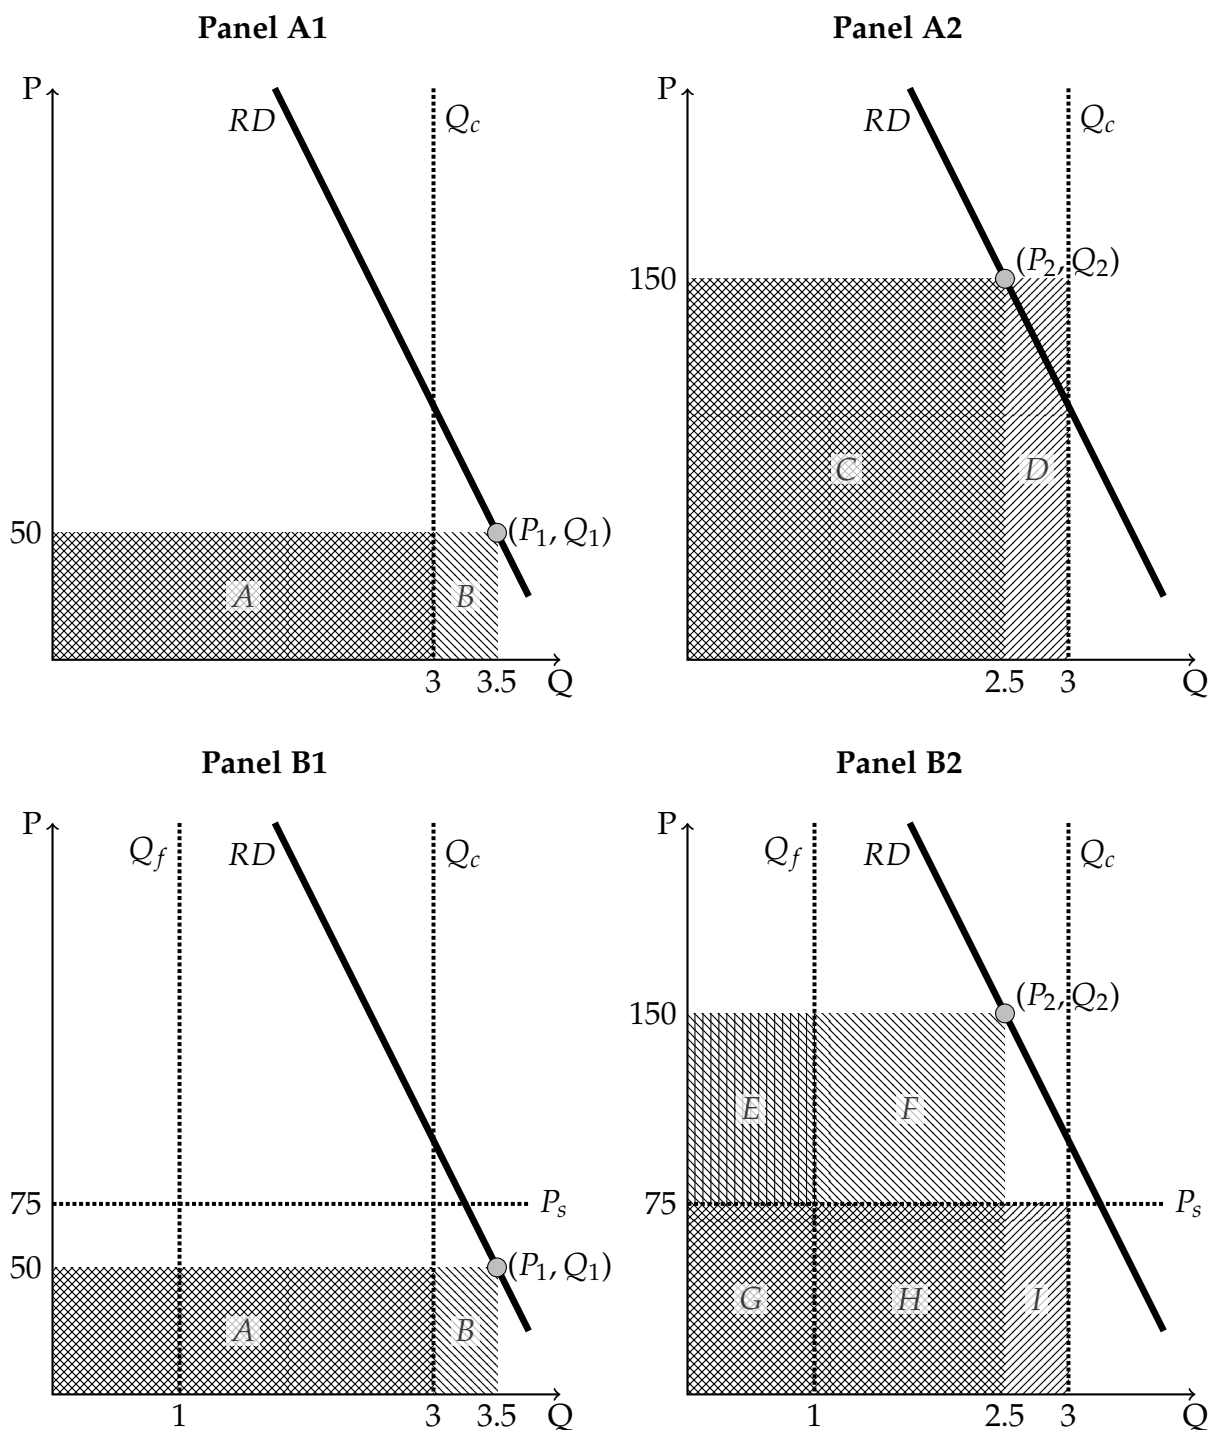 Panel A1
P
RD
Q_c
50
(P_1, Q_1)
A
B
3
3.5
Q
Panel A2
P
RD
Q_c
150
(P_2, Q_2)
C
D
2.5
3
Q
Panel B1
P
Q_f
RD
Q_c
75
P_s
50
(P_1, Q_1)
A
B
1
3
3.5
Q
Panel B2
P
Q_f
RD
Q_c
150
(P_2, Q_2)
E
F
75
P_s
G
H
I
1
2.5
3
Q